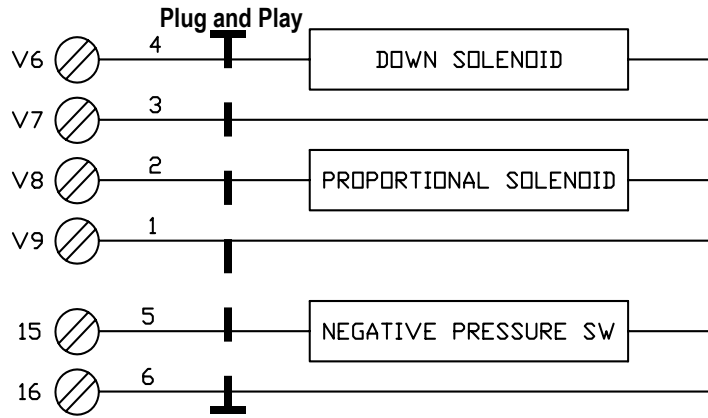 Plug and Play
V6 4 DOWN SOLENOID
V7 3
V8 2 PROPORTIONAL SOLENOID
V9 1
15 5 NEGATIVE PRESSURE SW
16 6